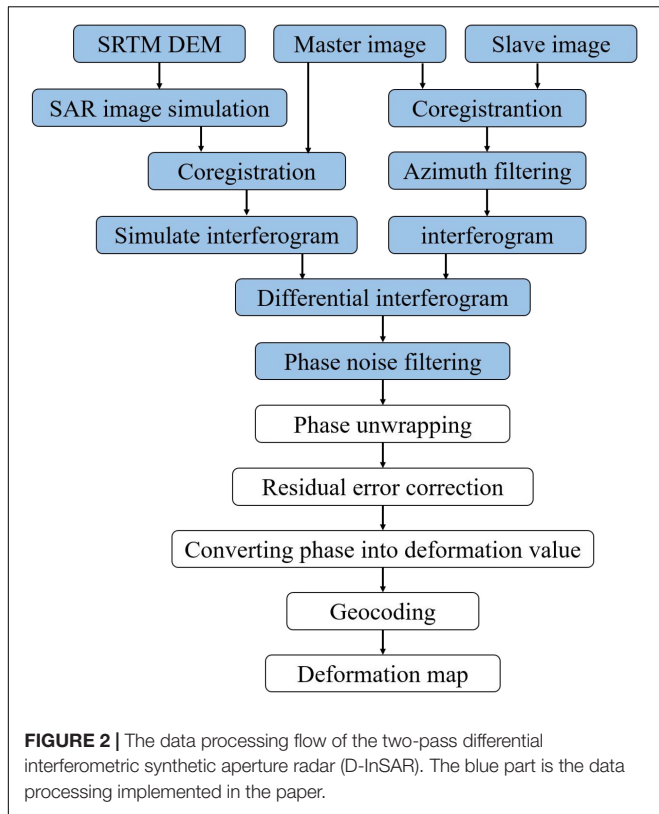 SRTM DEM
Master image
Slave image
SAR image simulation
Coregistrantion
Coregistration
Azimuth filtering
Simulate interferogram
interferogram
Differential interferogram
Phase noise filtering
Phase unwrapping
Residual error correction
Converting phase into deformation value
Geocoding
Deformation map
FIGURE 2 | The data processing flow of the two-pass differential
interferometric synthetic aperture radar (D-InSAR). The blue part is the data
processing implemented in the paper.